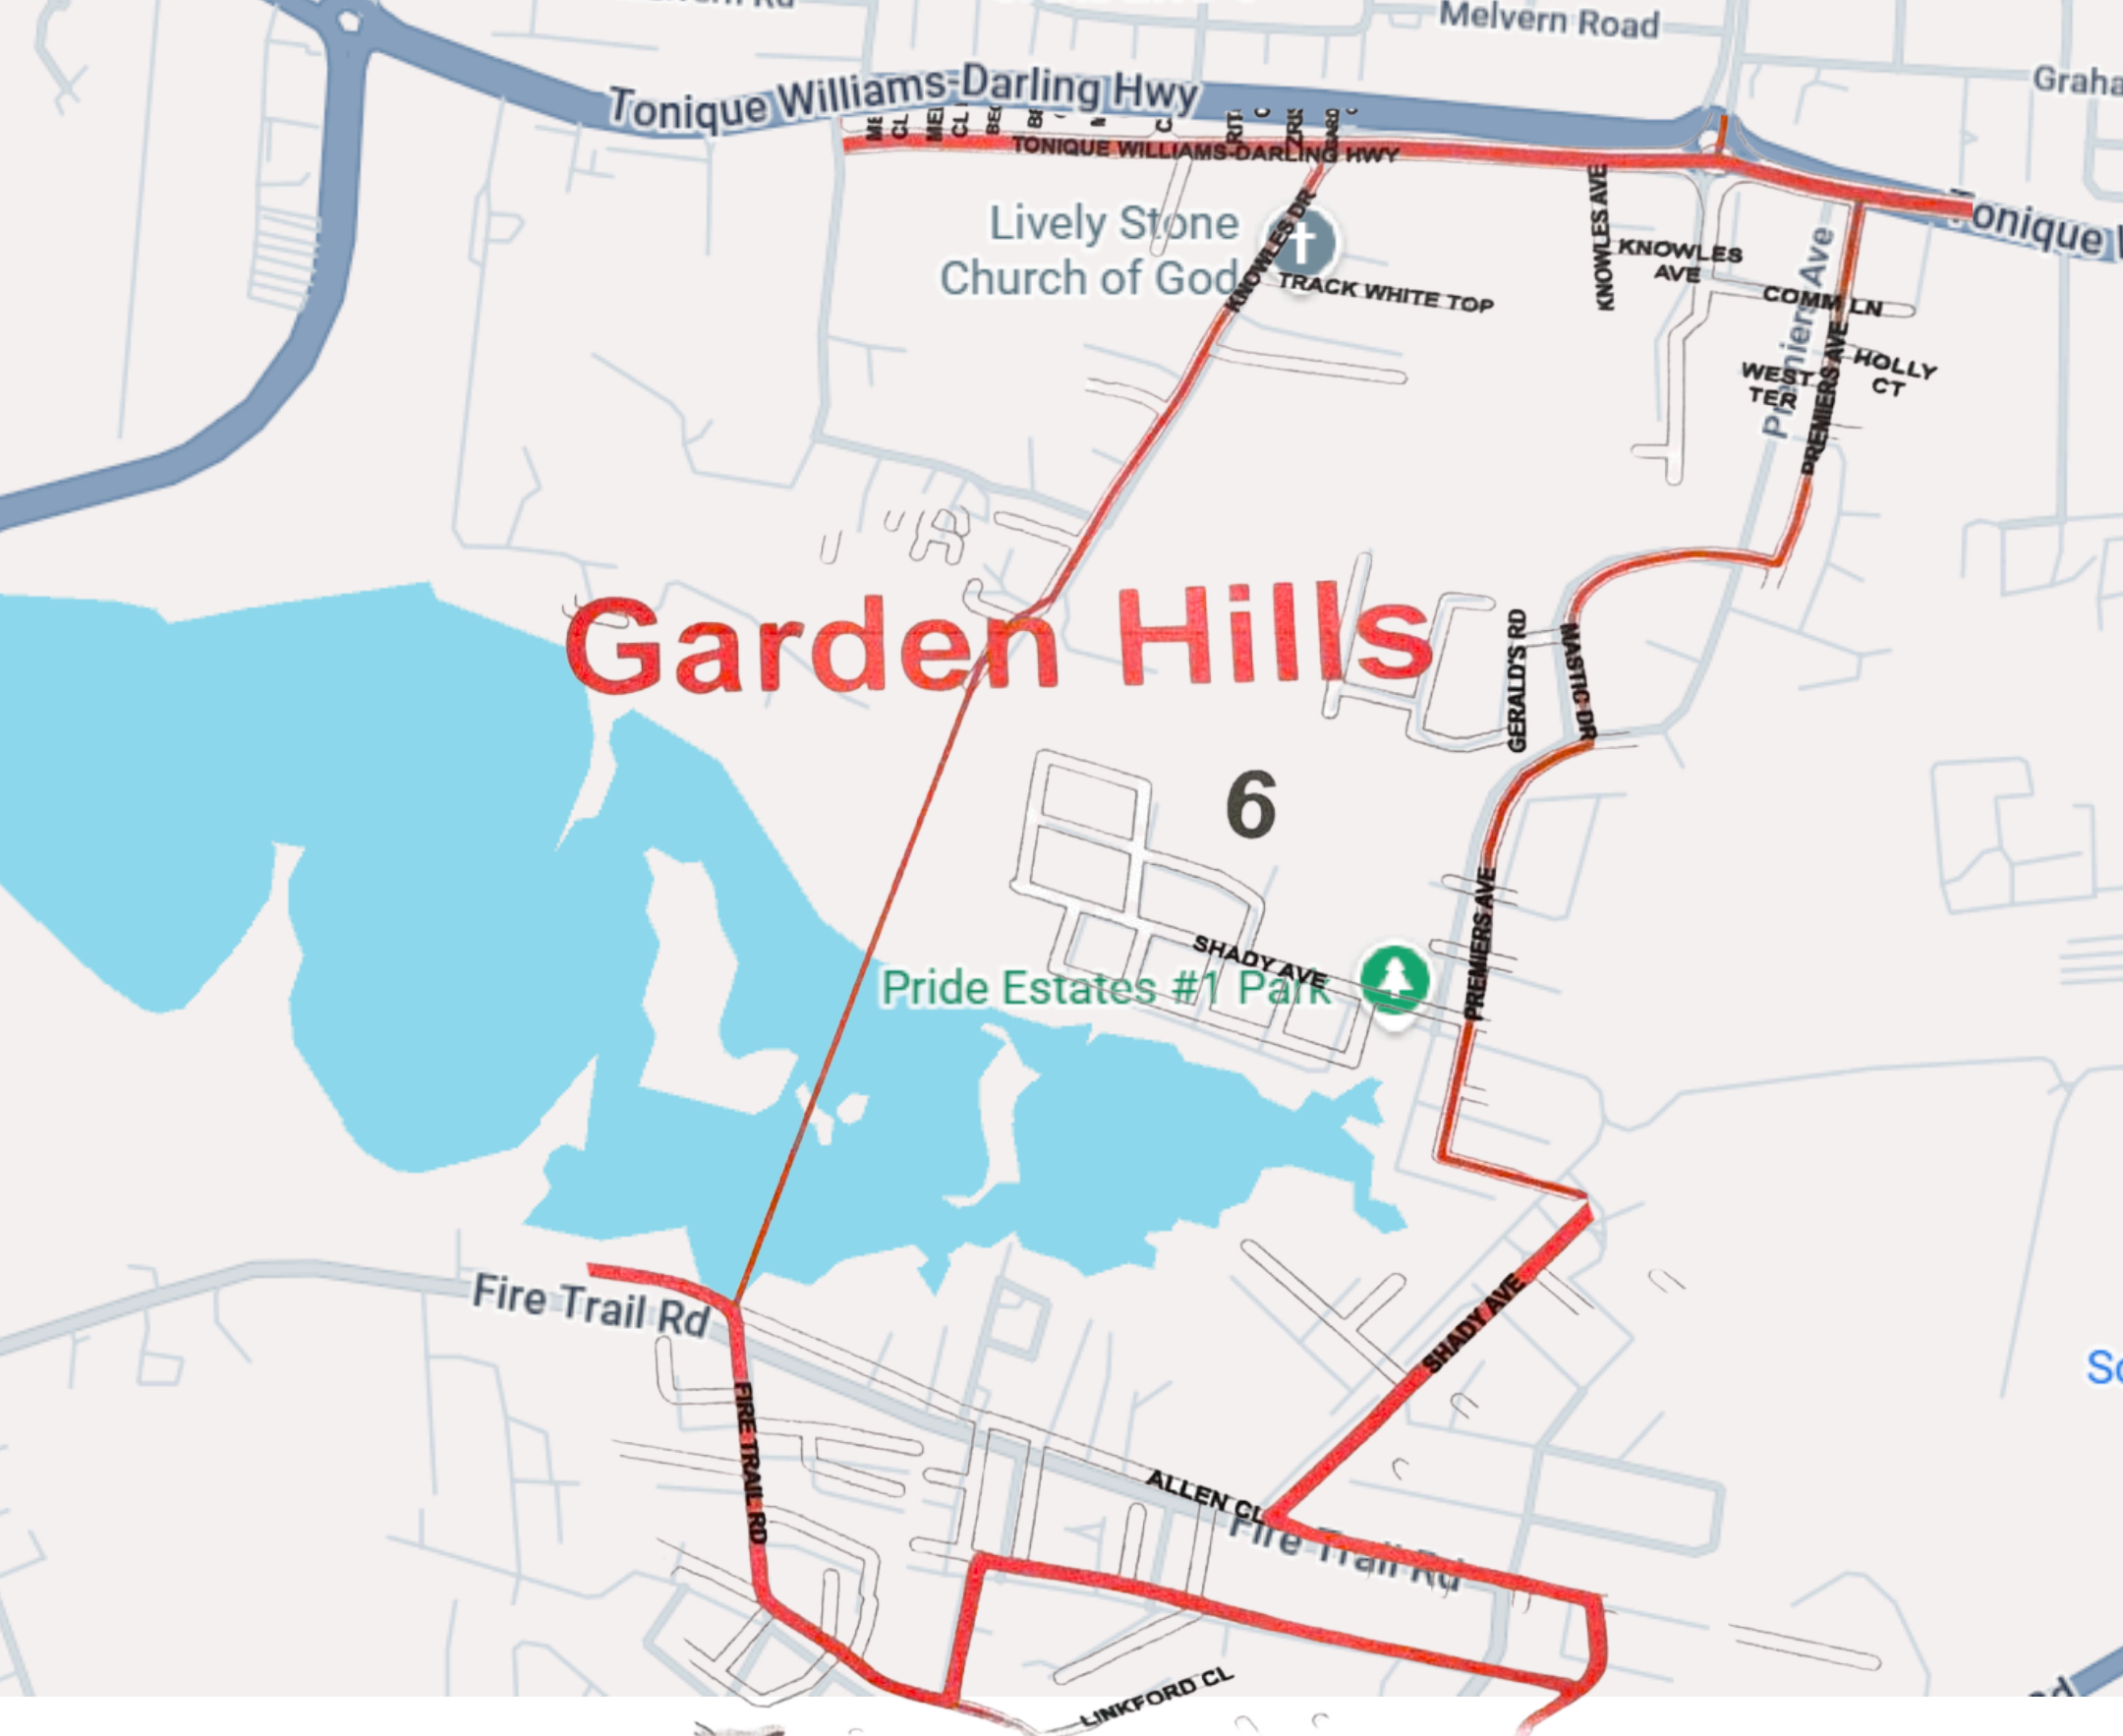 Melvern Road
Graha
Tonique Williams-Darling Hwy
TONIQUE WILLIAMS-DARLING HWY
onique
Lively Stone
Church of God
KNOWLES DR
TRACK WHITE TOP
KNOWLES AVE
KNOWLES
AVE
COMM LN
Premiers Ave
PREMIERS AVE
WEST
TER
HOLLY
CT
Garden Hills
GERALD'S RD
MASTIC DR
6
PREMIERS AVE
SHADY AVE
Pride Estates #1 Park
Fire Trail Rd
SHADY AVE
FIRE TRAIL RD
ALLEN CL
Fire Trail Rd
LINKFORD CL